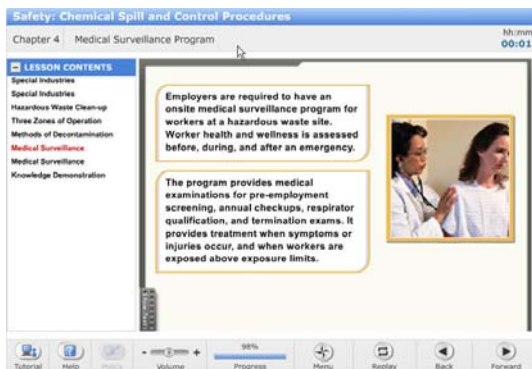 Safety: Chemical Spill and Control Procedures
Chapter 4 Medical Surveillance Program
hh:mm
00:01
LESSON CONTENTS
Special Industries
Special Industries
Hazardous Waste Clean-up
Three Zones of Operation
Methods of Decontamination
Medical Surveillance
Medical Surveillance
Knowledge Demonstration
Employers are required to have an
onsite medical surveillance program for
workers at a hazardous waste site.
Worker health and wellness is assessed
before, during, and after an emergency.
The program provides medical
examinations for pre-employment
screening, annual checkups, respirator
qualification, and termination exams. It
provides treatment when symptoms or
injuries occur, and when workers are
exposed above exposure limits.
98%
Tutorial Help Policy - + Volume Progress Menu Replay Back Forward